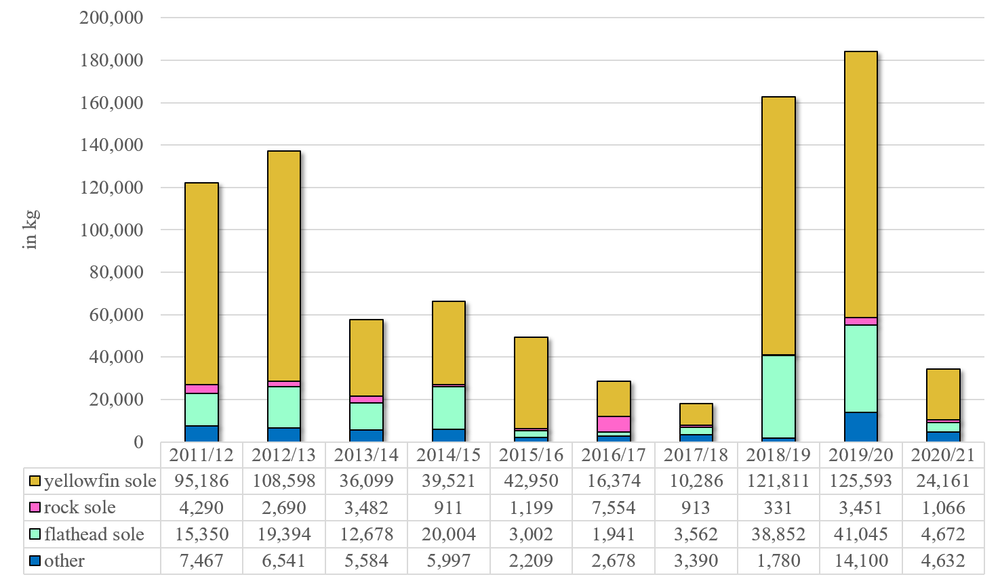 200,000
180,000
160,000
140,000
120,000
100,000
80,000
60,000
40,000
20,000
0
in kg
2011/12 2012/13 2013/14 2014/15 2015/16 2016/17 2017/18 2018/19 2019/20 2020/21
yellowfin sole 95,186 108,598 36,099 39,521 42,950 16,374 10,286 121,811 125,593 24,161
rock sole 4,290 2,690 3,482 911 1,199 7,554 913 331 3,451 1,066
flathead sole 15,350 19,394 12,678 20,004 3,002 1,941 3,562 38,852 41,045 4,672
other 7,467 6,541 5,584 5,997 2,209 2,678 3,390 1,780 14,100 4,632